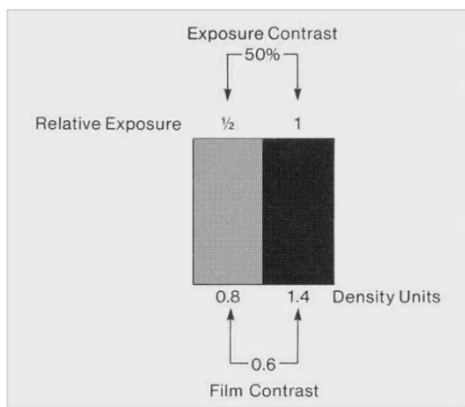 Exposure Contrast
50%
Relative Exposure ½ 1
0.8 1.4 Density Units
0.6
Film Contrast